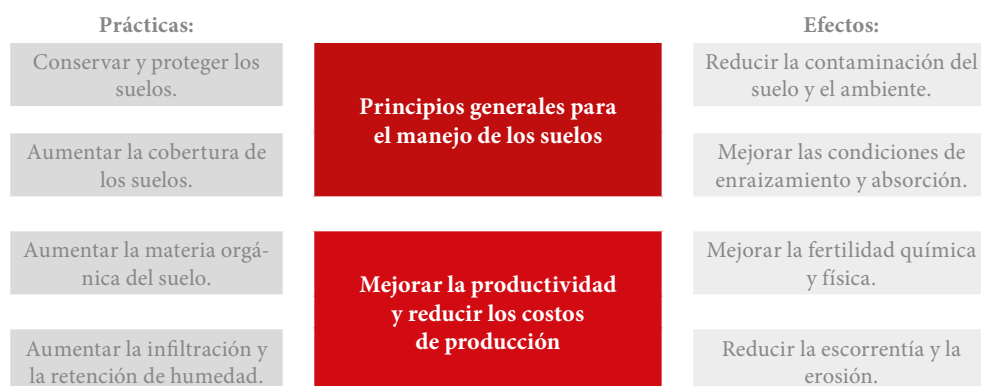 Prácticas:
Conservar y proteger los
suelos.
Aumentar la cobertura de
los suelos.
Aumentar la materia orgá-
nica del suelo.
Aumentar la infiltración y
la retención de humedad.
Principios generales para
el manejo de los suelos
Mejorar la productividad
y reducir los costos
de producción
Efectos:
Reducir la contaminación del
suelo y el ambiente.
Mejorar las condiciones de
enraizamiento y absorción.
Mejorar la fertilidad química
y física.
Reducir la escorrentía y la
erosión.